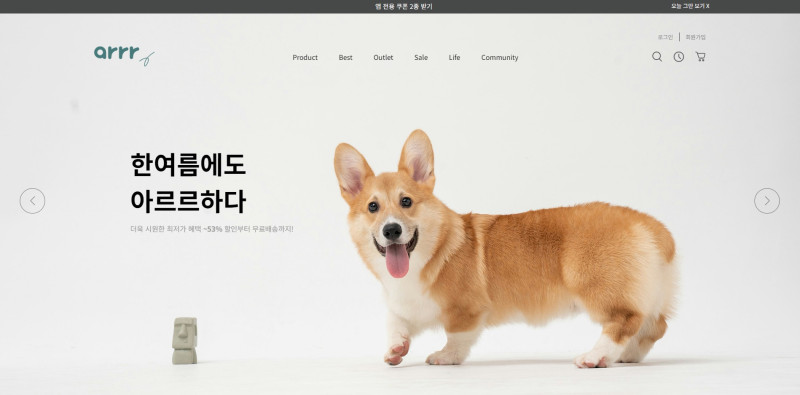 앱 전용 쿠폰 2종 받기
오늘 그만 보기 X
로그인 | 회원가입
arrr
Product Best Outlet Sale Life Community
한여름에도
아르르하다
더욱 시원한 최저가 혜택 ~53% 할인부터 무료배송까지!